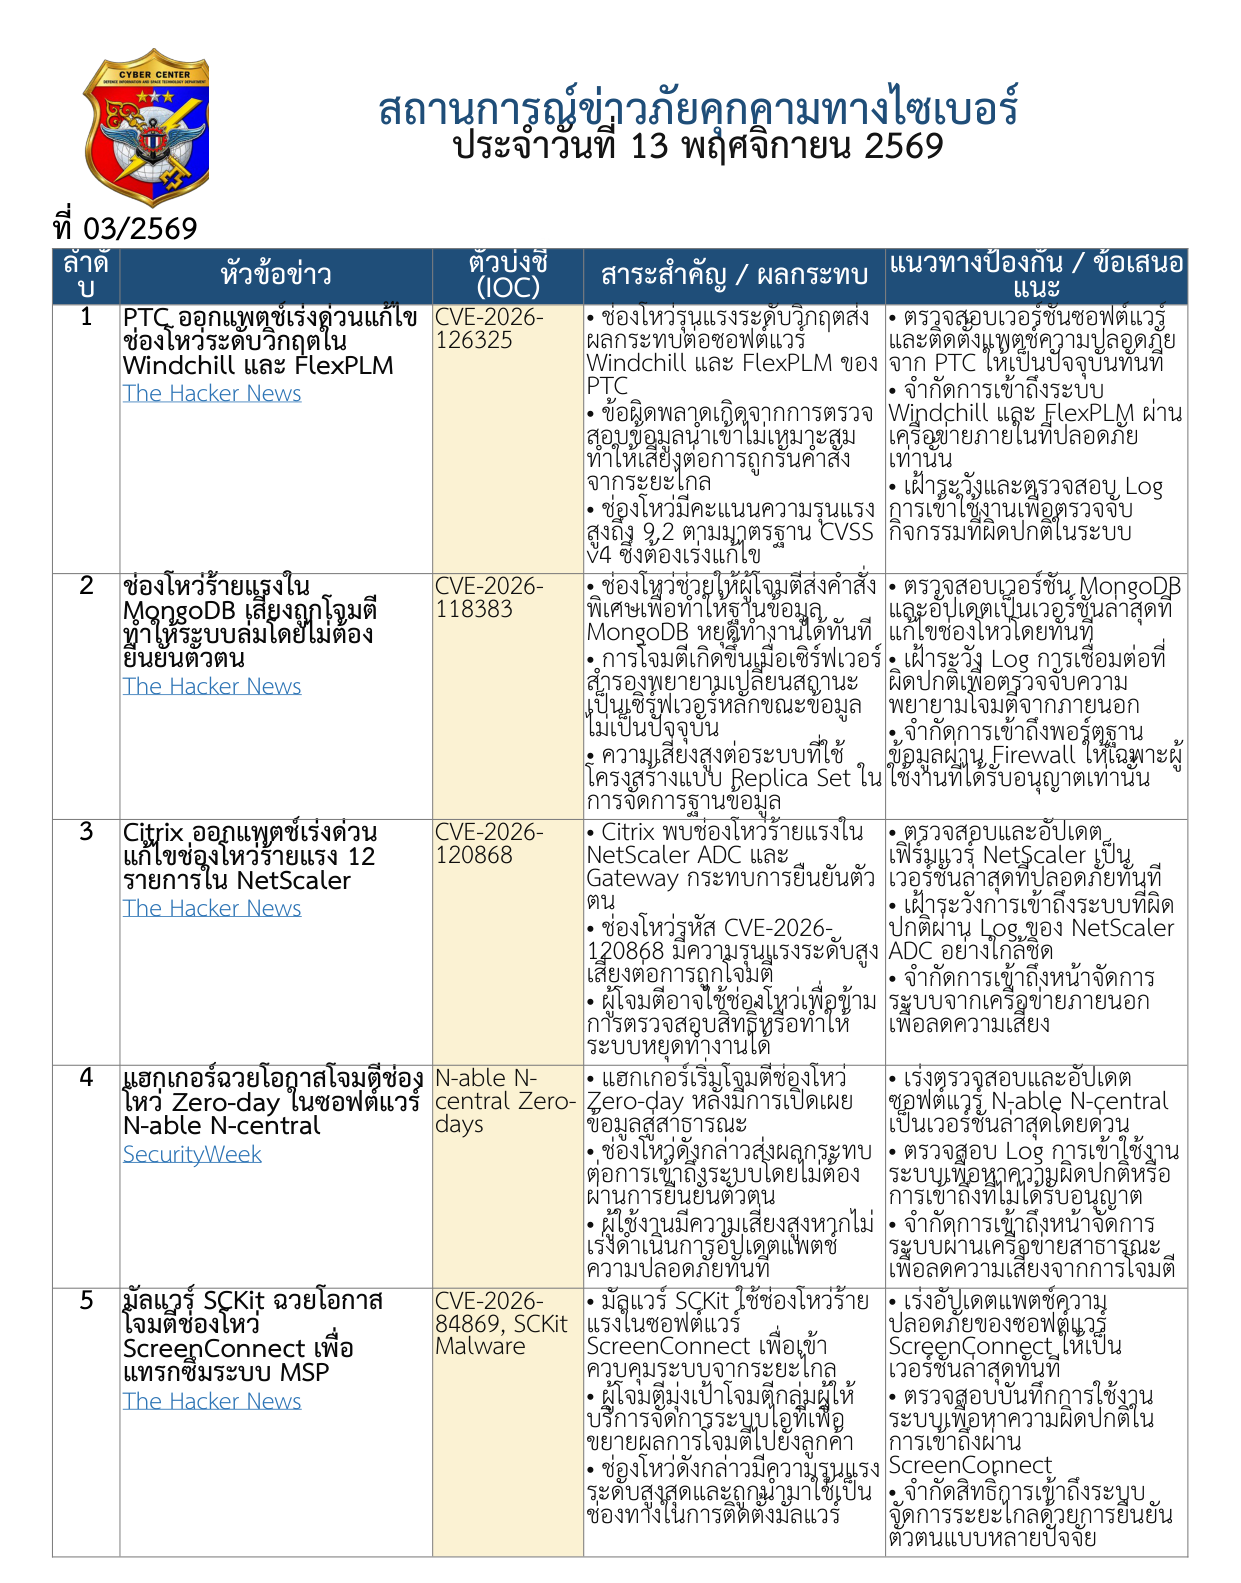 CYBER CENTER
DEFENCE INFORMATION AND SPACE TECHNOLOGY DEPARTMENT
สถานการณ์ข่าวภัยคุกคามทางไซเบอร์
ประจำวันที่ 13 พฤศจิกายน 2569
ที่ 03/2569
ลำดั
บ
หัวข้อข่าว
ตัวบ่งชี้
(IOC)
สาระสำคัญ / ผลกระทบ
แนวทางป้องกัน / ข้อเสนอ
แนะ
1
PTC ออกแพตช์เร่งด่วนแก้ไข
ช่องโหว่ระดับวิกฤตใน
Windchill และ FlexPLM
The Hacker News
CVE-2026-
126325
• ช่องโหว่รุนแรงระดับวิกฤตส่ง
ผลกระทบต่อซอฟต์แวร์
Windchill และ FlexPLM ของ
PTC
• ข้อผิดพลาดเกิดจากการตรวจ
สอบข้อมูลนำเข้าไม่เหมาะสม
ทำให้เสี่ยงต่อการถูกรันคำสั่ง
จากระยะไกล
• ช่องโหว่มีคะแนนความรุนแรง
สูงถึง 9.2 ตามมาตรฐาน CVSS
v4 ซึ่งต้องเร่งแก้ไข
• ตรวจสอบเวอร์ชันซอฟต์แวร์
และติดตั้งแพตช์ความปลอดภัย
จาก PTC ให้เป็นปัจจุบันทันที
• จำกัดการเข้าถึงระบบ
Windchill และ FlexPLM ผ่าน
เครือข่ายภายในที่ปลอดภัย
เท่านั้น
• เฝ้าระวังและตรวจสอบ Log
การเข้าใช้งานเพื่อตรวจจับ
กิจกรรมที่ผิดปกติในระบบ
2
ช่องโหว่ร้ายแรงใน
MongoDB เสี่ยงถูกโจมตี
ทำให้ระบบล่มโดยไม่ต้อง
ยืนยันตัวตน
The Hacker News
CVE-2026-
118383
• ช่องโหว่ช่วยให้ผู้โจมตีส่งคำสั่ง
พิเศษเพื่อทำให้ฐานข้อมูล
MongoDB หยุดทำงานได้ทันที
• การโจมตีเกิดขึ้นเมื่อเซิร์ฟเวอร์
สำรองพยายามเปลี่ยนสถานะ
เป็นเซิร์ฟเวอร์หลักขณะข้อมูล
ไม่เป็นปัจจุบัน
• ความเสี่ยงสูงต่อระบบที่ใช้
โครงสร้างแบบ Replica Set ใน
การจัดการฐานข้อมูล
• ตรวจสอบเวอร์ชัน MongoDB
และอัปเดตเป็นเวอร์ชันล่าสุดที่
แก้ไขช่องโหว่โดยทันที
• เฝ้าระวัง Log การเชื่อมต่อที่
ผิดปกติเพื่อตรวจจับความ
พยายามโจมตีจากภายนอก
• จำกัดการเข้าถึงพอร์ตฐาน
ข้อมูลผ่าน Firewall ให้เฉพาะผู้
ใช้งานที่ได้รับอนุญาตเท่านั้น
3
Citrix ออกแพตช์เร่งด่วน
แก้ไขช่องโหว่ร้ายแรง 12
รายการใน NetScaler
The Hacker News
CVE-2026-
120868
• Citrix พบช่องโหว่ร้ายแรงใน
NetScaler ADC และ
Gateway กระทบการยืนยันตัว
ตน
• ช่องโหว่รหัส CVE-2026-
120868 มีความรุนแรงระดับสูง
เสี่ยงต่อการถูกโจมตี
• ผู้โจมตีอาจใช้ช่องโหว่เพื่อข้าม
การตรวจสอบสิทธิ์หรือทำให้
ระบบหยุดทำงานได้
• ตรวจสอบและอัปเดต
เฟิร์มแวร์ NetScaler เป็น
เวอร์ชันล่าสุดที่ปลอดภัยทันที
• เฝ้าระวังการเข้าถึงระบบที่ผิด
ปกติผ่าน Log ของ NetScaler
ADC อย่างใกล้ชิด
• จำกัดการเข้าถึงหน้าจัดการ
ระบบจากเครือข่ายภายนอก
เพื่อลดความเสี่ยง
4
แฮกเกอร์ฉวยโอกาสโจมตีช่อง
โหว่ Zero-day ในซอฟต์แวร์
N-able N-central
SecurityWeek
N-able N-
central Zero-
days
• แฮกเกอร์เริ่มโจมตีช่องโหว่
Zero-day หลังมีการเปิดเผย
ข้อมูลสู่สาธารณะ
• ช่องโหว่ดังกล่าวส่งผลกระทบ
ต่อการเข้าถึงระบบโดยไม่ต้อง
ผ่านการยืนยันตัวตน
• ผู้ใช้งานมีความเสี่ยงสูงหากไม่
เร่งดำเนินการอัปเดตแพตช์
ความปลอดภัยทันที
• เร่งตรวจสอบและอัปเดต
ซอฟต์แวร์ N-able N-central
เป็นเวอร์ชันล่าสุดโดยด่วน
• ตรวจสอบ Log การเข้าใช้งาน
ระบบเพื่อหาความผิดปกติหรือ
การเข้าถึงที่ไม่ได้รับอนุญาต
• จำกัดการเข้าถึงหน้าจัดการ
ระบบผ่านเครือข่ายสาธารณะ
เพื่อลดความเสี่ยงจากการโจมตี
5
มัลแวร์ SCKit ฉวยโอกาส
โจมตีช่องโหว่
ScreenConnect เพื่อ
แทรกซึมระบบ MSP
The Hacker News
CVE-2026-
84869, SCKit
Malware
• มัลแวร์ SCKit ใช้ช่องโหว่ร้าย
แรงในซอฟต์แวร์
ScreenConnect เพื่อเข้า
ควบคุมระบบจากระยะไกล
• ผู้โจมตีมุ่งเป้าโจมตีกลุ่มผู้ให้
บริการจัดการระบบไอทีเพื่อ
ขยายผลการโจมตีไปยังลูกค้า
• ช่องโหว่ดังกล่าวมีความรุนแรง
ระดับสูงสุดและถูกนำมาใช้เป็น
ช่องทางในการติดตั้งมัลแวร์
• เร่งอัปเดตแพตช์ความ
ปลอดภัยของซอฟต์แวร์
ScreenConnect ให้เป็น
เวอร์ชันล่าสุดทันที
• ตรวจสอบบันทึกการใช้งาน
ระบบเพื่อหาความผิดปกติใน
การเข้าถึงผ่าน
ScreenConnect
• จำกัดสิทธิ์การเข้าถึงระบบ
จัดการระยะไกลด้วยการยืนยัน
ตัวตนแบบหลายปัจจัย